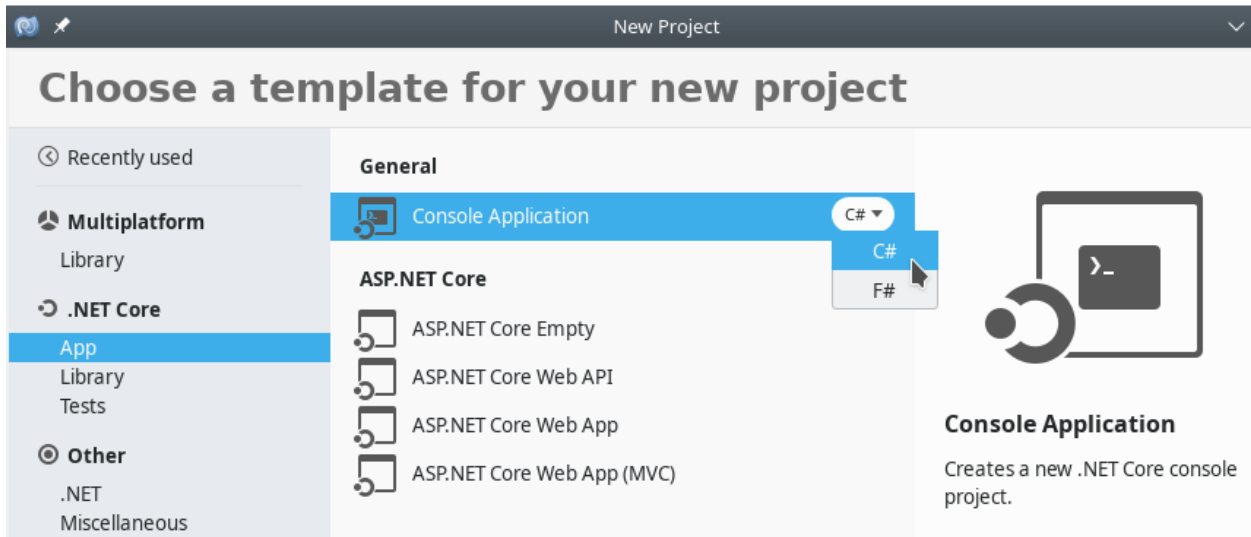 New Project
Choose a template for your new project
Recently used
Multiplatform
Library
.NET Core
App
Library
Tests
Other
.NET
Miscellaneous
General
Console Application
C#
C#
F#
ASP.NET Core
ASP.NET Core Empty
ASP.NET Core Web API
ASP.NET Core Web App
ASP.NET Core Web App (MVC)
Console Application
Creates a new .NET Core console
project.